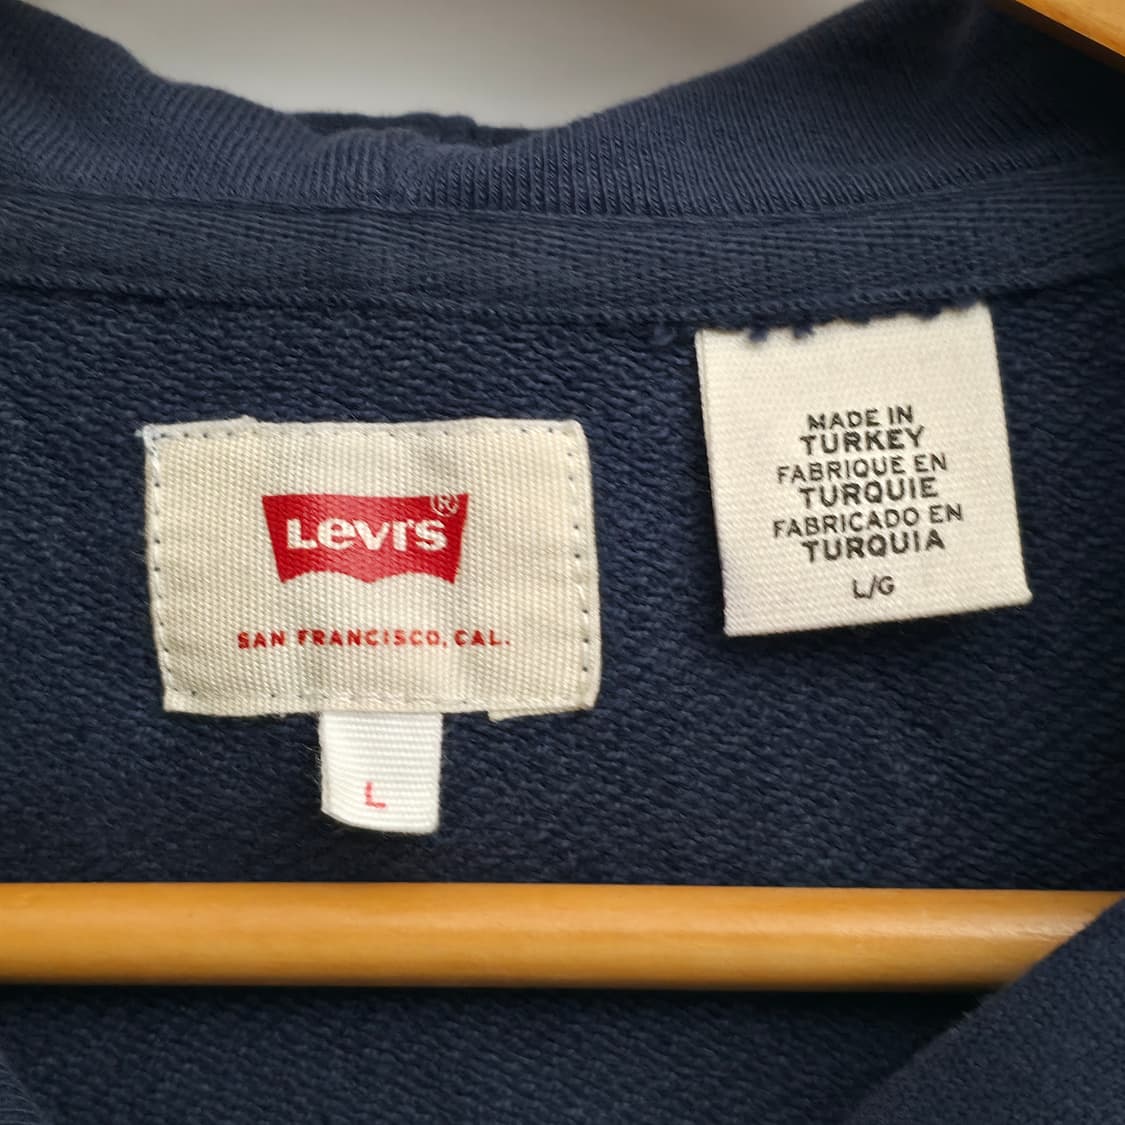 Levi's®
SAN FRANCISCO, CAL.
L
MADE IN
TURKEY
FABRIQUE EN
TURQUIE
FABRICADO EN
TURQUIA
L/G